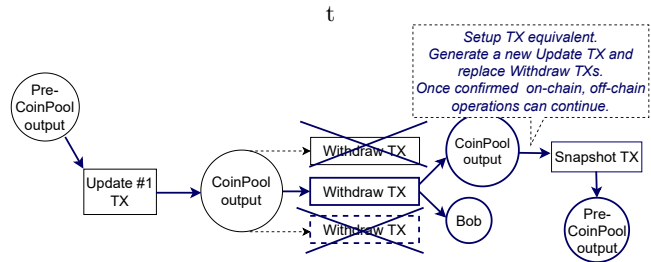 t
Setup TX equivalent.
Generate a new Update TX and
replace Withdraw TXs.
Once confirmed on-chain, off-chain
operations can continue.
Pre-
CoinPool
output
Update #1
TX
CoinPool
output
Withdraw TX
Withdraw TX
Withdraw TX
CoinPool
output
Bob
Snapshot TX
Pre-
CoinPool
output